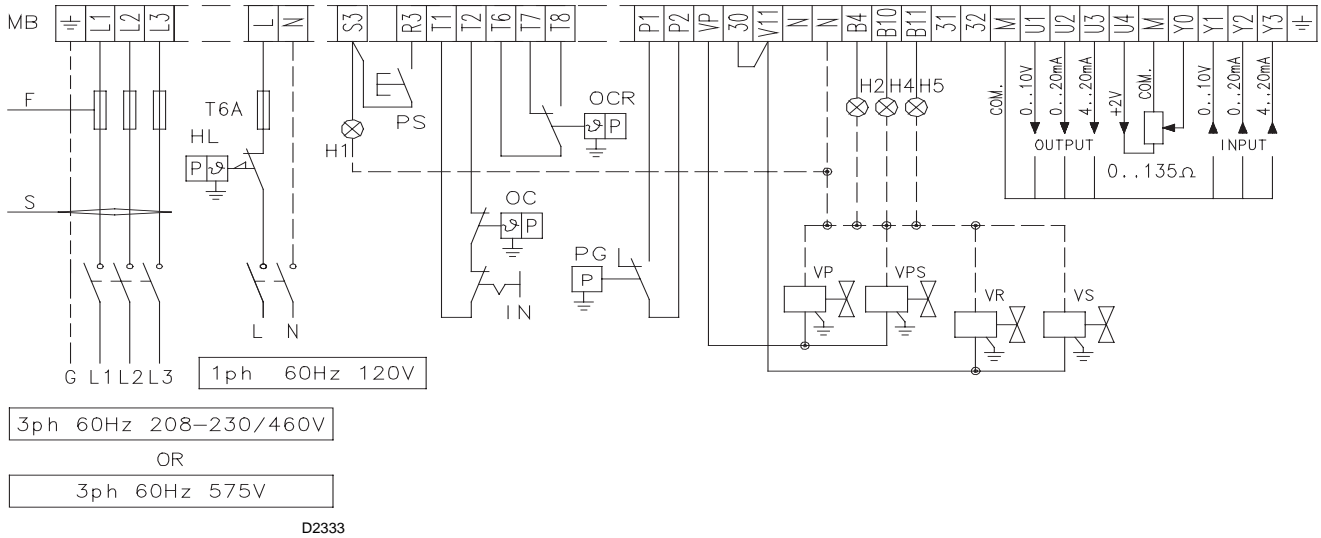 MB L1 L2 L3 L N S3 R3 T1 T2 T6 T7 T8 P1 P2 VP 30 V11 N N B4 B10 B11 31 32 M U1 U2 U3 U4 M Y0 Y1 Y2 Y3
F
T6A
HL
P ϑ
S
H1
PS
OCR
ϑ P
OC
ϑ P
IN
PG
P
H2 H4 H5
COM.
0...10V
0...20mA
4...20mA
+2V
COM.
0...10V
0...20mA
4...20mA
OUTPUT
INPUT
0..135Ω
VP
VPS
VR
VS
G L1 L2 L3
L N
1ph 60Hz 120V
3ph 60Hz 208-230/460V
OR
3ph 60Hz 575V
D2333